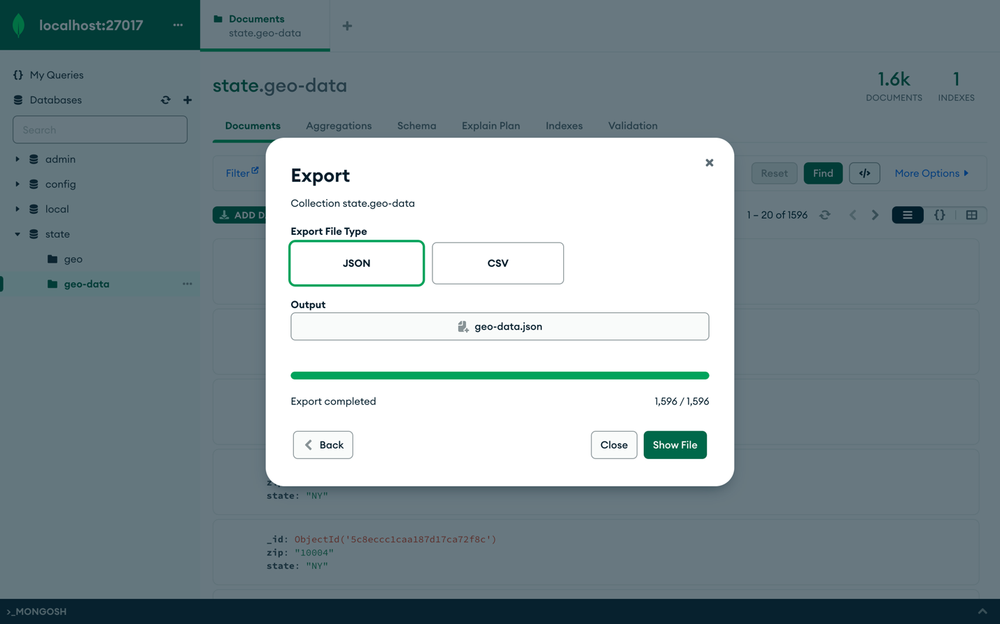 localhost:27017
Documents
state.geo-data
My Queries
Databases
Search
admin
config
local
state
geo
geo-data
state.geo-data
1.6k
DOCUMENTS
1
INDEXES
Documents
Aggregations
Schema
Explain Plan
Indexes
Validation
Filter
Reset
Find
</>
More Options
ADD
1 – 20 of 1596
{}
Export
Collection state.geo-data
Export File Type
JSON
CSV
Output
geo-data.json
Export completed
1,596 / 1,596
Back
Close
Show File
state: "NY"
_id: ObjectId('5c8eccc1caa187d17ca72f8c')
zip: "10004"
state: "NY"
>_MONGOSH